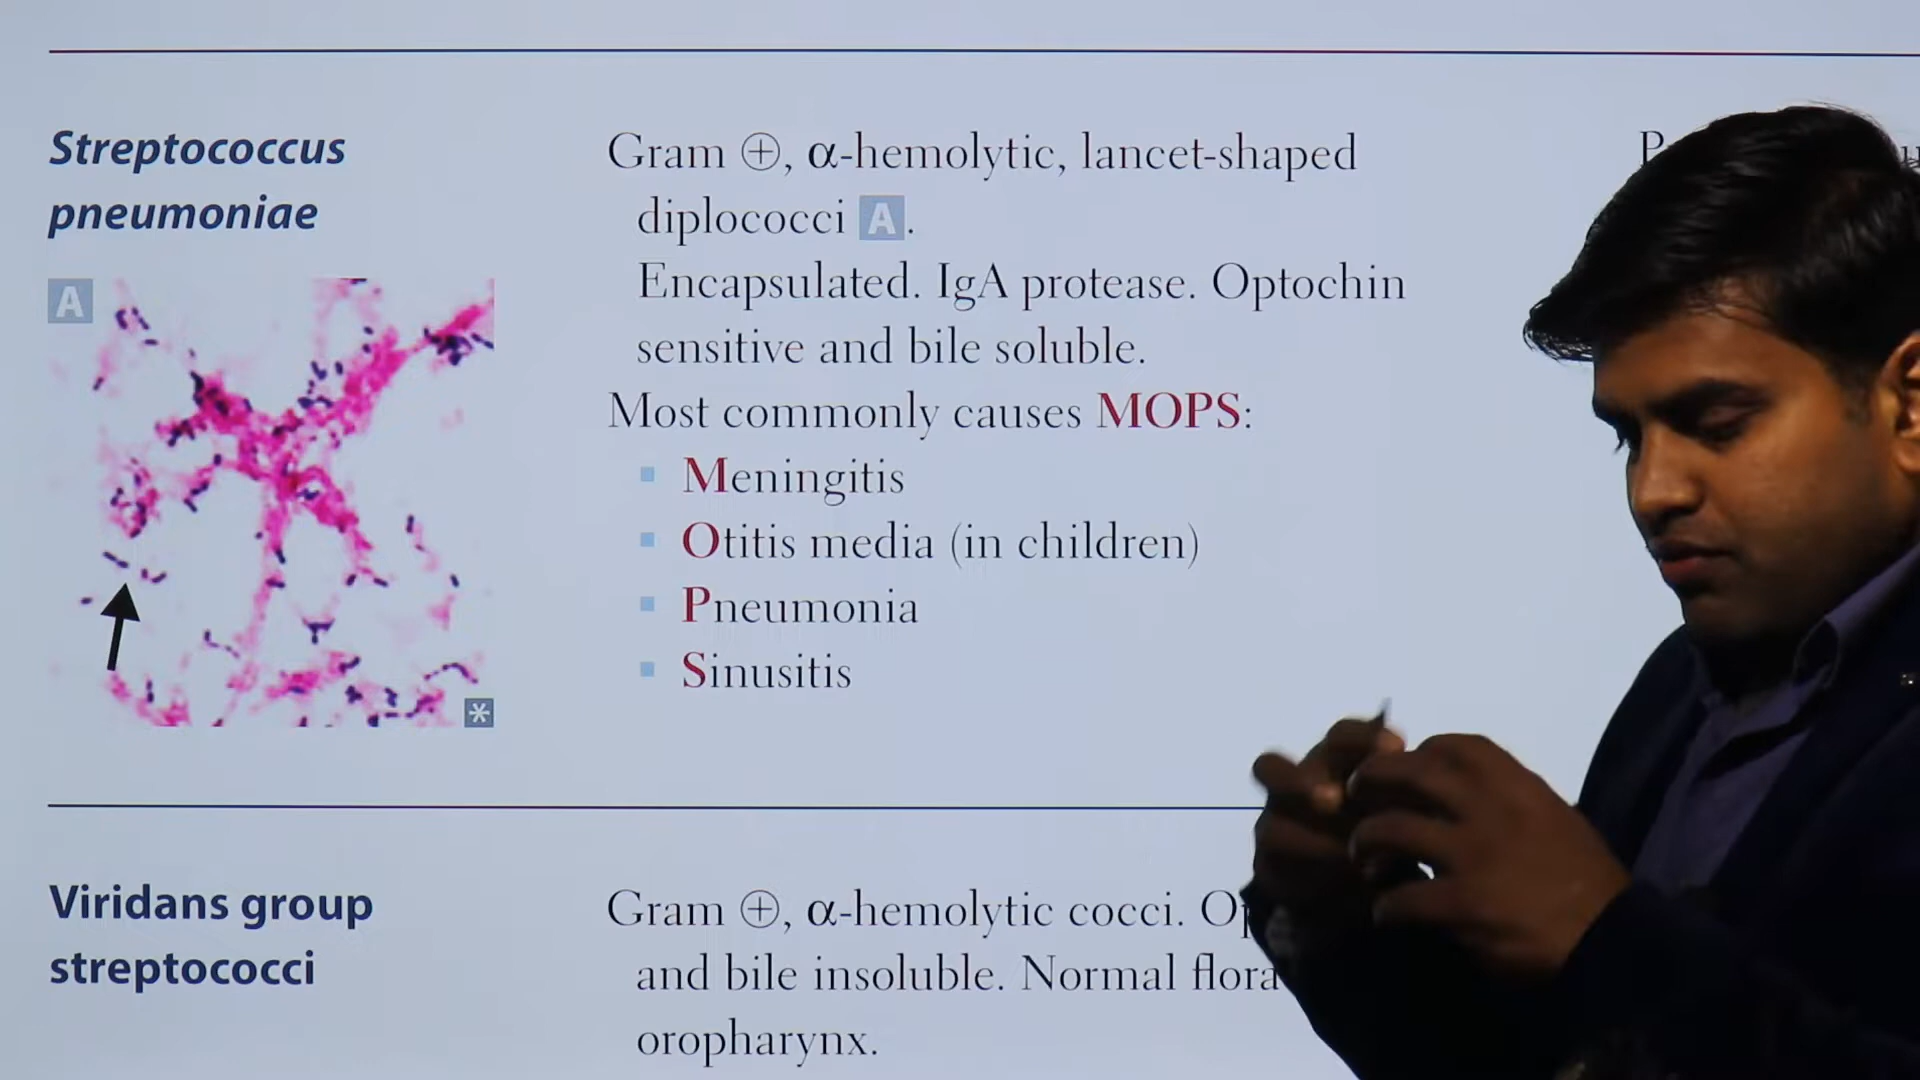 Streptococcus
pneumoniae
A
*
Gram ⊕, α-hemolytic, lancet-shaped
diplococci A.
Encapsulated. IgA protease. Optochin
sensitive and bile soluble.
Most commonly causes MOPS:
▪ Meningitis
▪ Otitis media (in children)
▪ Pneumonia
▪ Sinusitis
Viridans group
streptococci
Gram ⊕, α-hemolytic cocci.
and bile insoluble. Normal flora
oropharynx.